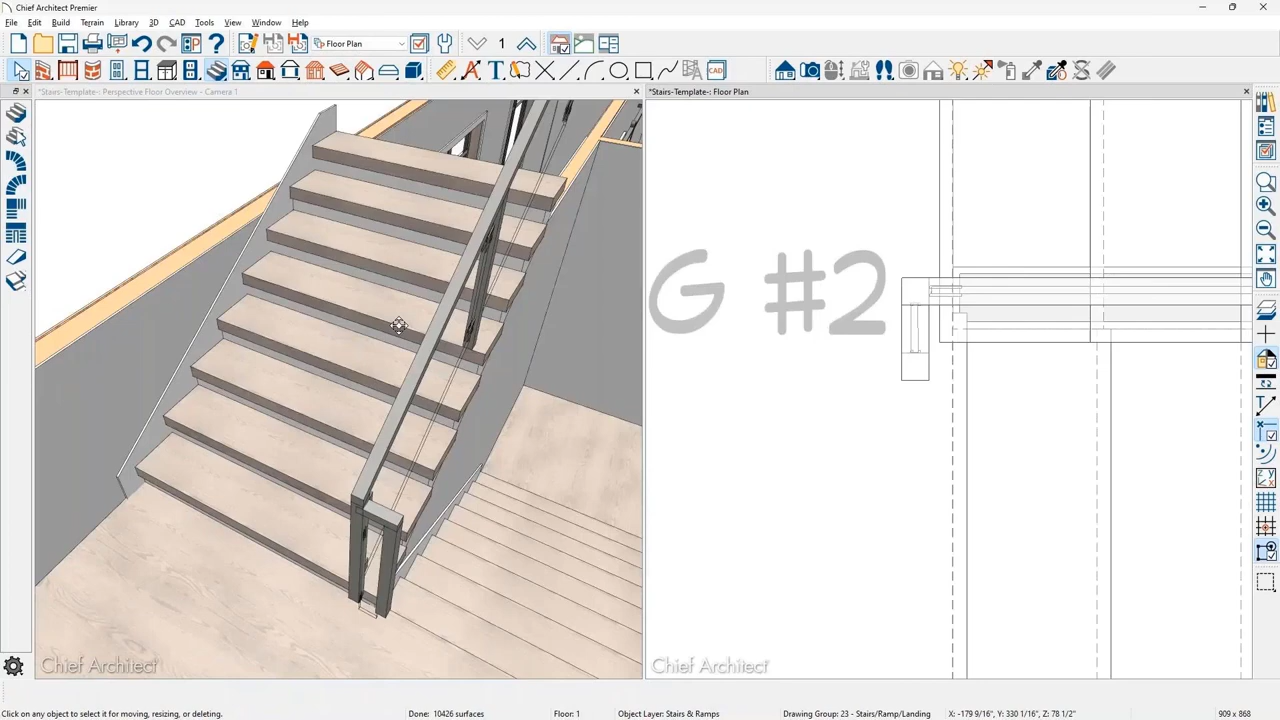 Chief Architect Premier
File Edit Build Terrain Library 3D CAD Tools View Window Help
Floor Plan
1
CAD
*Stairs-Template-: Perspective Floor Overview - Camera 1
*Stairs-Template-: Floor Plan
G #2
Chief Architect
Chief Architect
Click on any object to select it for moving, resizing, or deleting. Done: 10426 surfaces Floor: 1 Object Layer: Stairs & Ramps Drawing Group: 23 - Stairs/Ramp/Landing X: -179 9/16", Y: 330 1/16", Z: 78 1/2" 909 x 868